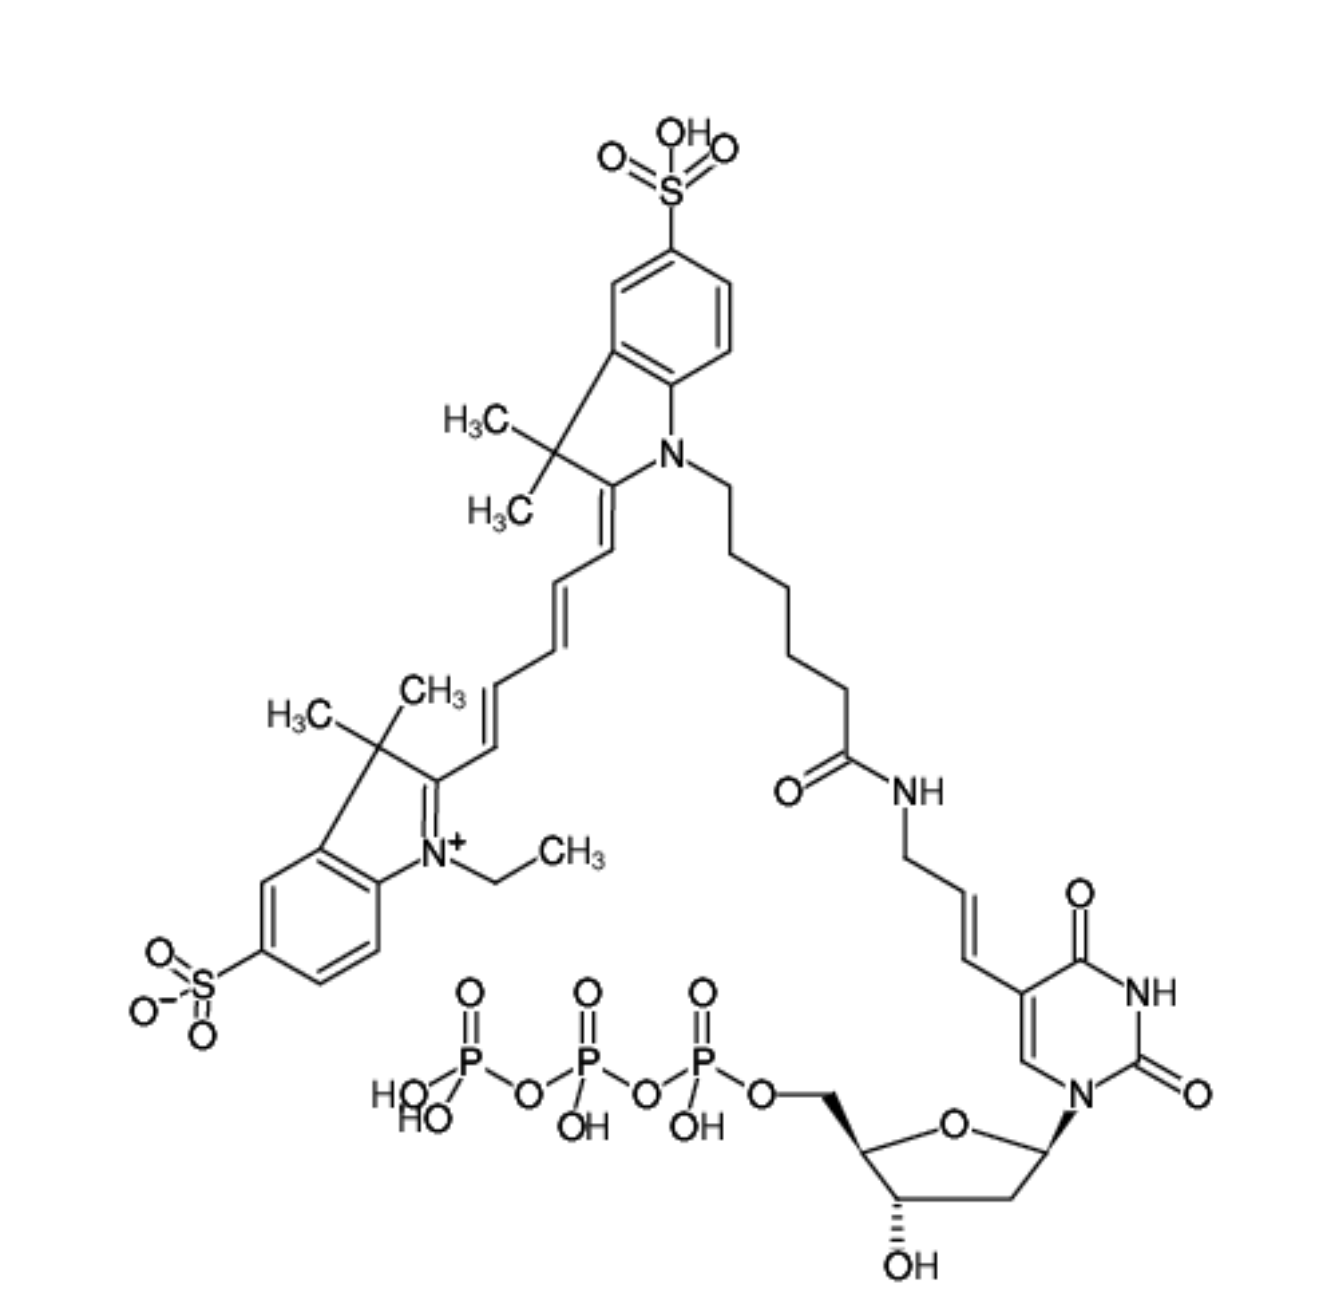 OH
O O
S
H₃C
N
H₃C
CH₃
H₃C
O NH
N⁺ CH₃
O
O
S
O⁻
O
O O O
NH
P P P
HO O O O
N O
HO OH OH
O
OH